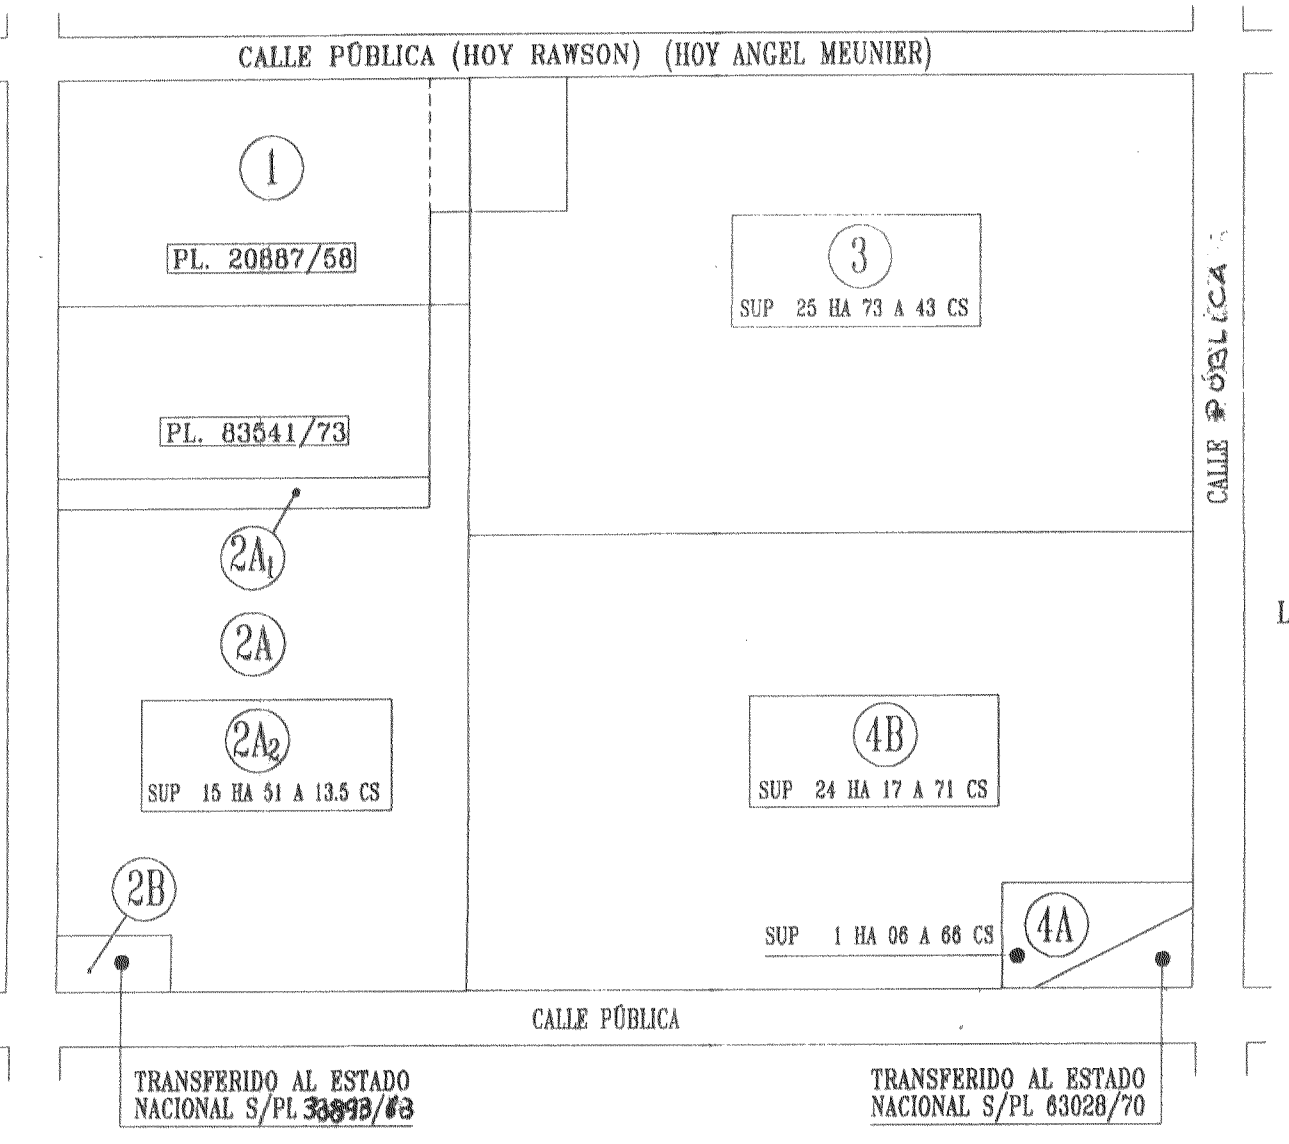 CALLE PÚBLICA (HOY RAWSON) (HOY ANGEL MEUNIER)
1
PL. 20887/58
3
SUP 25 HA 73 A 43 CS
CALLE PÚBLICA
PL. 83541/73
2A1
2A
L
2A2
SUP 15 HA 51 A 13.5 CS
4B
SUP 24 HA 17 A 71 CS
2B
4A
SUP 1 HA 06 A 66 CS
CALLE PÚBLICA
TRANSFERIDO AL ESTADO
NACIONAL S/PL
TRANSFERIDO AL ESTADO
NACIONAL S/PL 63028/70